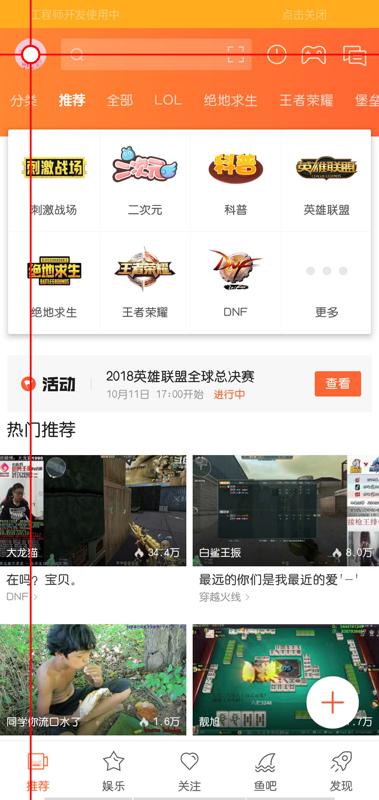 工程师开发使用中 点击关闭
分类 推荐 全部 LOL 绝地求生 王者荣耀 堡垒
刺激战场 二次元 科普 英雄联盟
刺激战场 二次元 科普 英雄联盟
绝地求生 王者荣耀 DNF
BATTLEGROUNDS
绝地求生 王者荣耀 DNF 更多
活动 2018英雄联盟全球总决赛 查看
10月11日 17:00开始 进行中
热门推荐
大龙猫 34.4万 白鲨王振 8.0万
在吗？宝贝。 最远的你们是我最近的爱'-'
DNF 穿越火线
同学你流口水了 1.6万 靓旭 .7万
推荐 娱乐 关注 鱼吧 发现